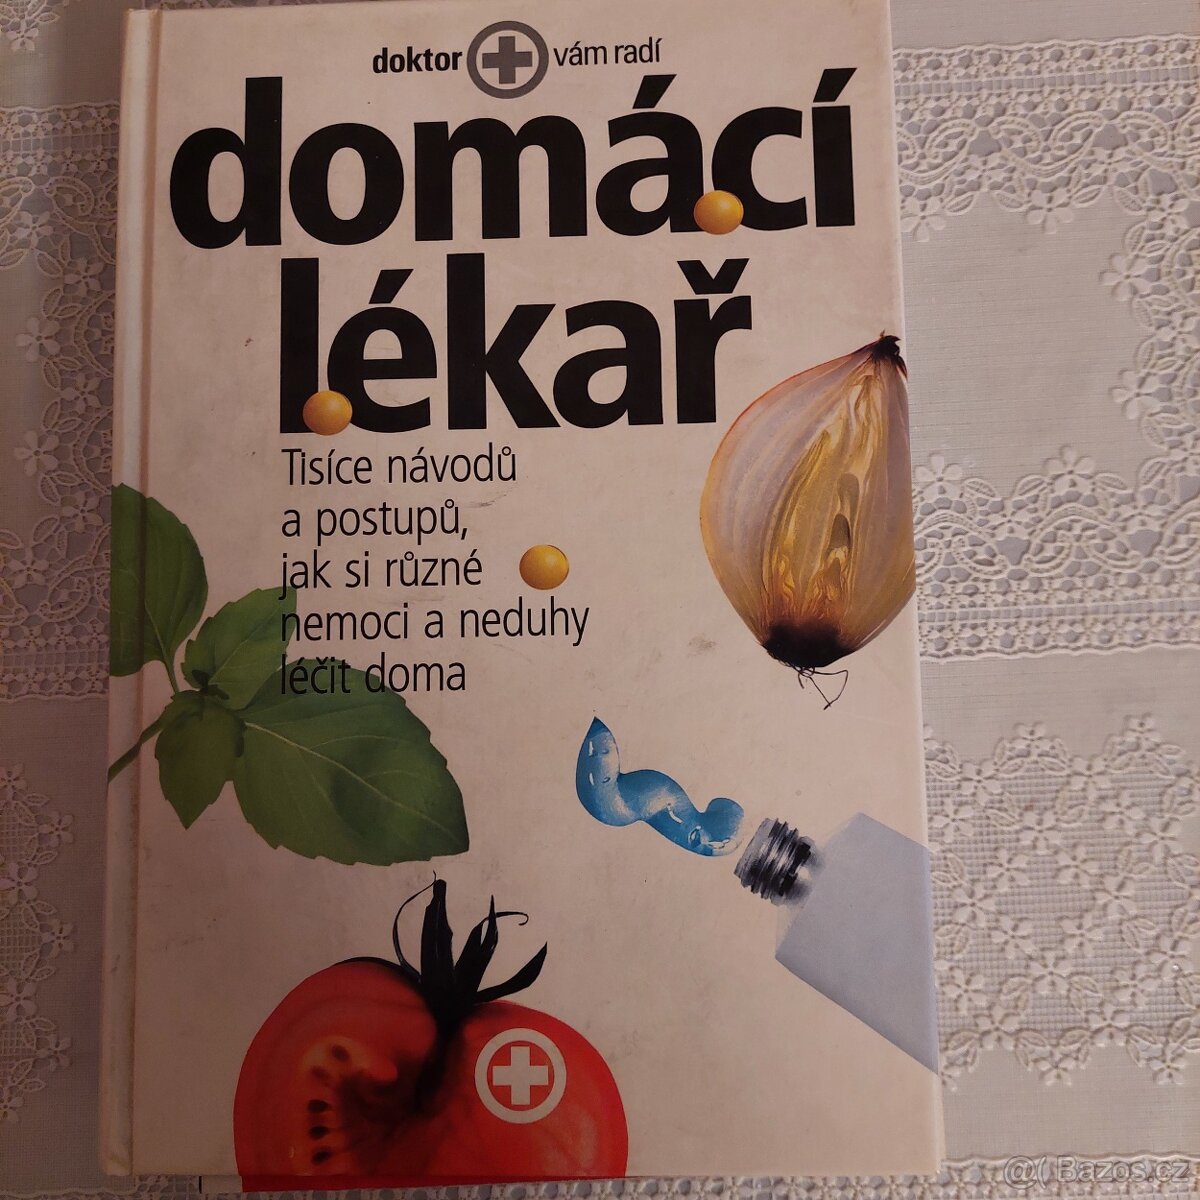 doktor vám radí
domácí
lékař
Tisíce návodů
a postupů,
jak si různé
nemoci a neduhy
léčit doma
@( Bazos.cz